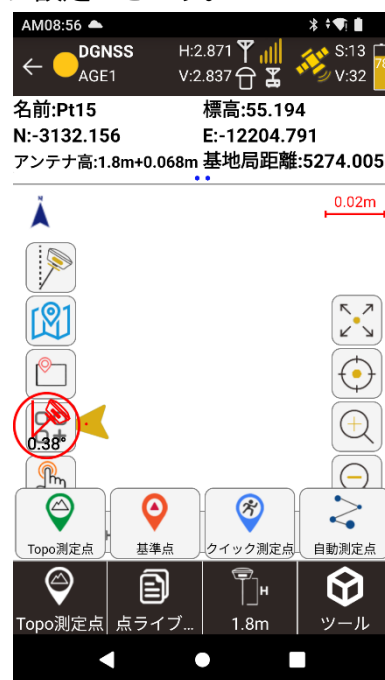 AM08:56
DGNSS H:2.871 S:13
AGE1 V:2.837 V:32
78
名前:Pt15 標高:55.194
N:-3132.156 E:-12204.791
アンテナ高:1.8m+0.068m 基地局距離:5274.005
0.02m
0.38°
Topo測定点 基準点 クイック測定点 自動測定点
H
Topo測定点 点ライブ... 1.8m ツール